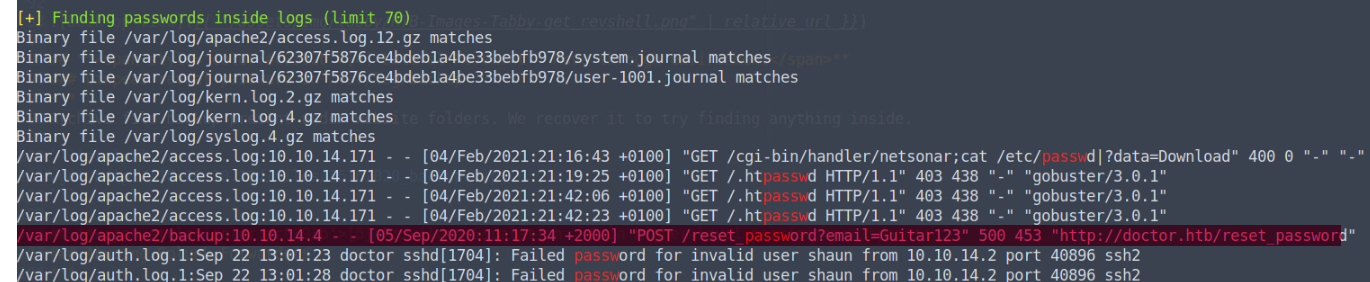 [+] Finding passwords inside logs (limit 70)
Binary file /var/log/apache2/access.log.12.gz matches
Binary file /var/log/journal/62307f5876ce4bdeb1a4be33bebfb978/system.journal matches
Binary file /var/log/journal/62307f5876ce4bdeb1a4be33bebfb978/user-1001.journal matches
Binary file /var/log/kern.log.2.gz matches
Binary file /var/log/kern.log.4.gz matches
Binary file /var/log/syslog.4.gz matches
/var/log/apache2/access.log:10.10.14.171 - - [04/Feb/2021:21:16:43 +0100] "GET /cgi-bin/handler/netsonar;cat /etc/passwd|?data=Download" 400 0 "-" "-"
/var/log/apache2/access.log:10.10.14.171 - - [04/Feb/2021:21:19:25 +0100] "GET /.htpasswd HTTP/1.1" 403 438 "-" "gobuster/3.0.1"
/var/log/apache2/access.log:10.10.14.171 - - [04/Feb/2021:21:42:06 +0100] "GET /.htpasswd HTTP/1.1" 403 438 "-" "gobuster/3.0.1"
/var/log/apache2/access.log:10.10.14.171 - - [04/Feb/2021:21:42:23 +0100] "GET /.htpasswd HTTP/1.1" 403 438 "-" "gobuster/3.0.1"
/var/log/apache2/backup:10.10.14.4 - - [05/Sep/2020:11:17:34 +2000] "POST /reset_password?email=Guitar123" 500 453 "http://doctor.htb/reset_password"
/var/log/auth.log.1:Sep 22 13:01:23 doctor sshd[1704]: Failed password for invalid user shaun from 10.10.14.2 port 40896 ssh2
/var/log/auth.log.1:Sep 22 13:01:28 doctor sshd[1704]: Failed password for invalid user shaun from 10.10.14.2 port 40896 ssh2